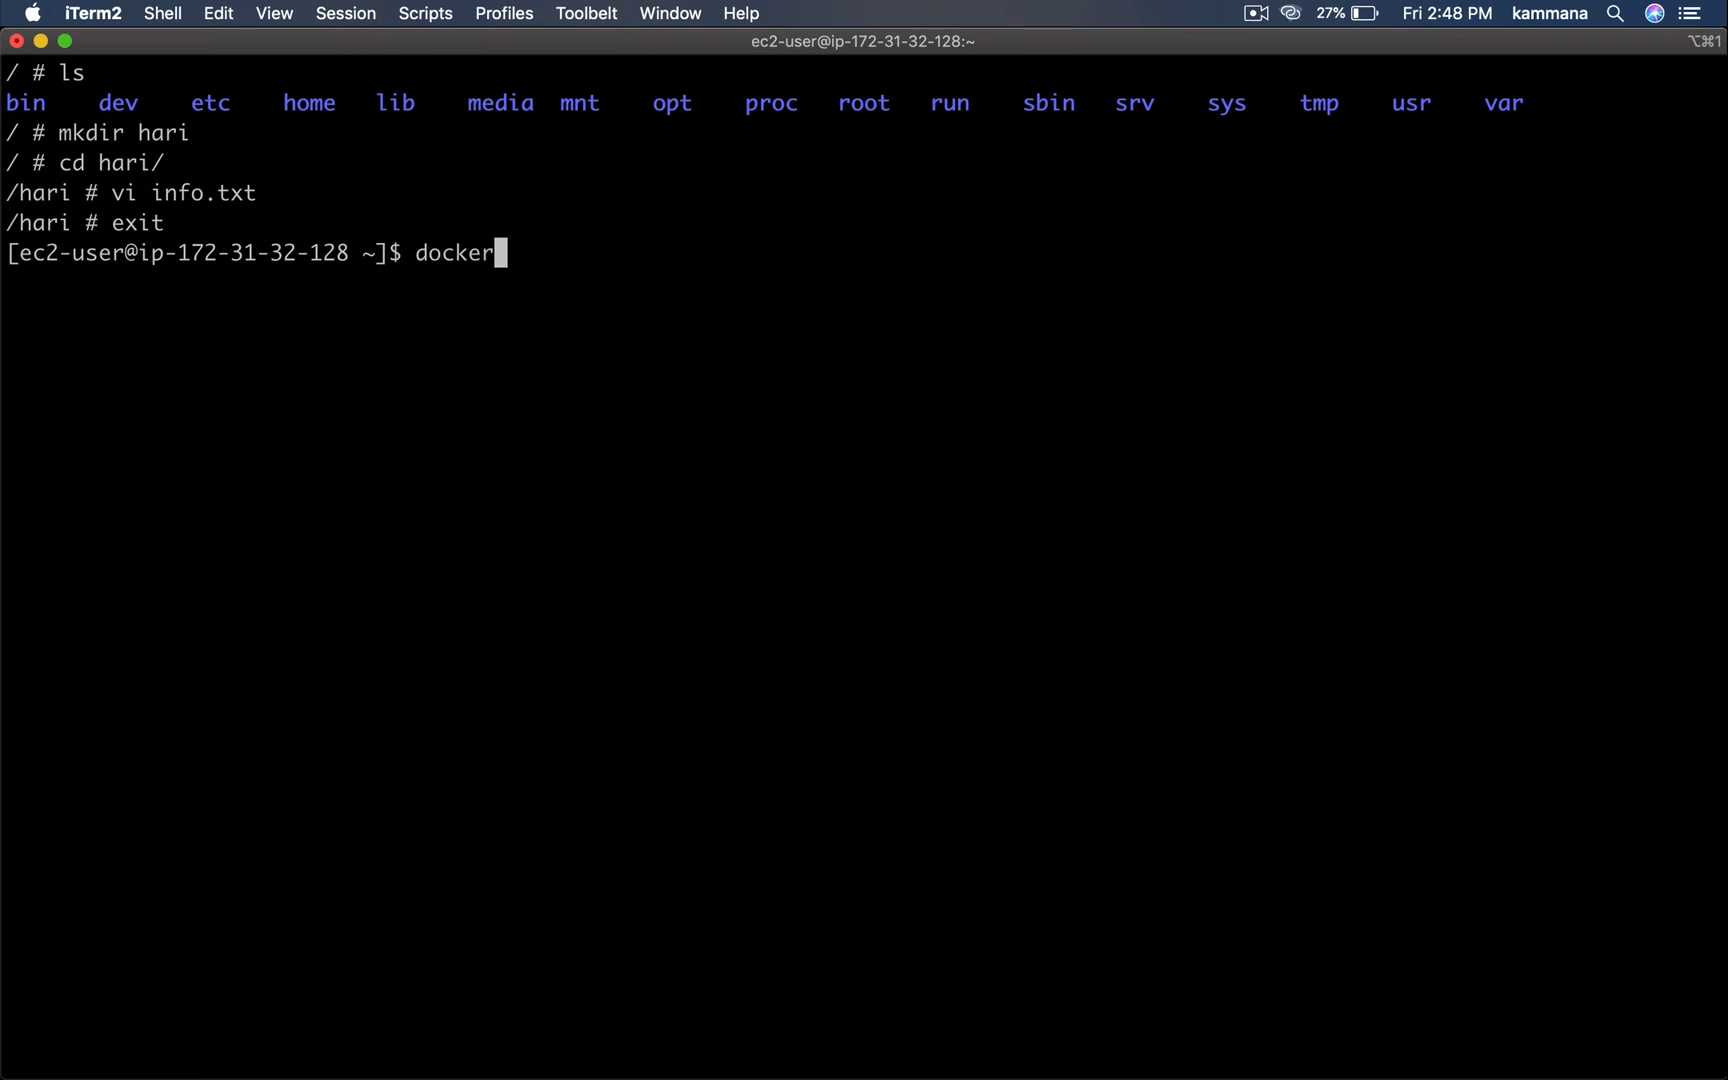 iTerm2 Shell Edit View Session Scripts Profiles Toolbelt Window Help 27% Fri 2:48 PM kammana
ec2-user@ip-172-31-32-128:~ ⌥⌘1
/ # ls
bin dev etc home lib media mnt opt proc root run sbin srv sys tmp usr var
/ # mkdir hari
/ # cd hari/
/hari # vi info.txt
/hari # exit
[ec2-user@ip-172-31-32-128 ~]$ docker